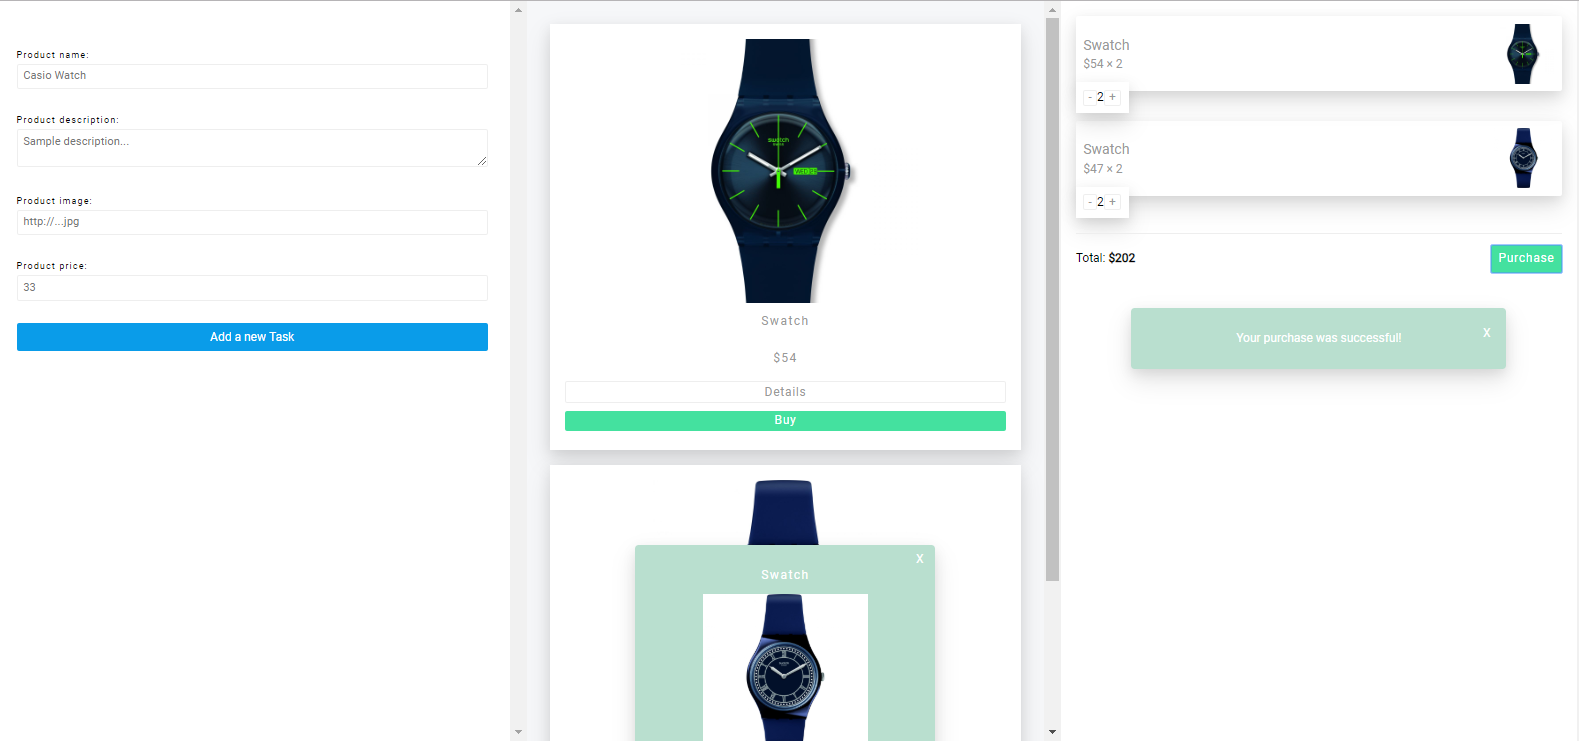 Product name:
Casio Watch
Product description:
Sample description...
Product image:
http://...jpg
Product price:
33
Add a new Task
swatch
WED 29
Swatch
$54
Details
Buy
X
Swatch
Swatch
$54 × 2
- 2 +
Swatch
$47 × 2
- 2 +
Total: $202
Purchase
Your purchase was successful!
X